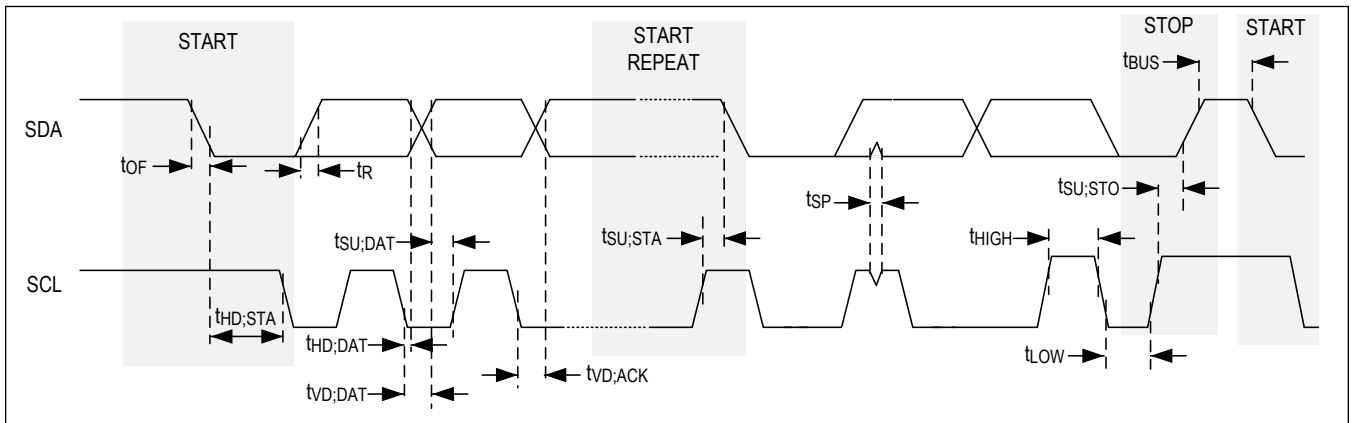 START
START
REPEAT
STOP
START
tBUS
SDA
tOF
tR
tSP
tSU;STO
tSU;DAT
tSU;STA
tHIGH
SCL
tHD;STA
tHD;DAT
tLOW
tVD;ACK
tVD;DAT